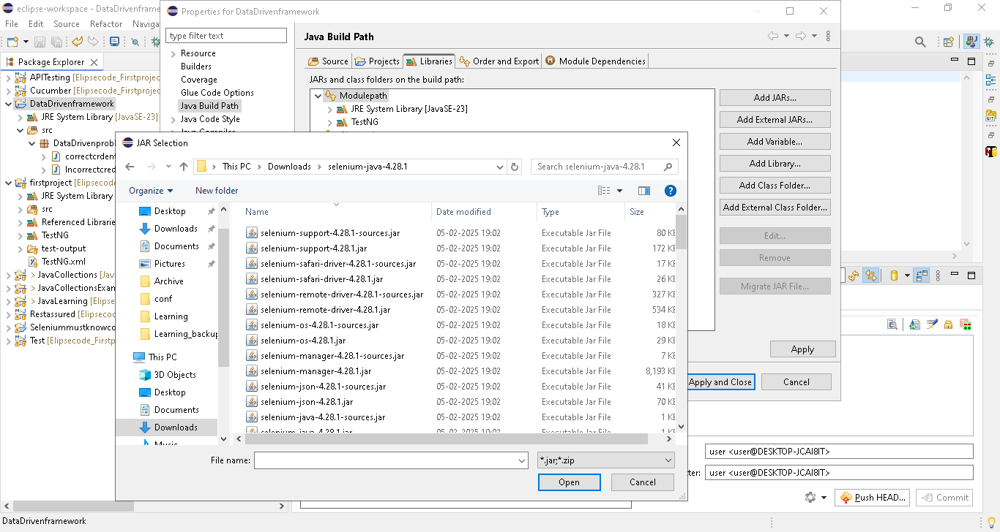 eclipse-workspace - DataDrivenf
File Edit Source Refactor Naviga
Package Explorer
APITesting [Elipsecode_Firstprojec
Cucumber [Elipsecode_Firstprojec
DataDrivenframework
JRE System Library [JavaSE-23]
src
DataDrivenprob
correctcrdent
Incorrectcred
firstproject [Elipsecode
JRE System Library
src
Referenced Librarie
TestNG
test-output
TestNG.xml
> JavaCollections [Jav
> JavaCollectionsExan
> JavaLearning [Elipsec
Restassured [Elipsecod
Seleniummustknowco
Test [Elipsecode_Firstp
DataDrivenframework
Properties for DataDrivenframework
type filter text
Resource
Builders
Coverage
Glue Code Options
Java Build Path
Java Code Style
Java Compiler
Java Build Path
Source Projects Libraries Order and Export Module Dependencies
JARs and class folders on the build path:
Modulepath
JRE System Library [JavaSE-23]
TestNG
Add JARs...
Add External JARs...
Add Variable...
Add Library...
Add Class Folder...
Add External Class Folder...
Edit...
Remove
Migrate JAR File...
Apply
Apply and Close Cancel
JAR Selection
This PC > Downloads > selenium-java-4.28.1
Search selenium-java-4.28.1
Organize New folder
Desktop
Downloads
Documents
Pictures
Archive
conf
Learning
Learning_backup
This PC
3D Objects
Desktop
Documents
Downloads
Music
Name Date modified Type Size
selenium-support-4.28.1-sources.jar 05-02-2025 19:02 Executable Jar File 80 KB
selenium-support-4.28.1.jar 05-02-2025 19:02 Executable Jar File 172 KB
selenium-safari-driver-4.28.1-sources.jar 05-02-2025 19:02 Executable Jar File 17 KB
selenium-safari-driver-4.28.1.jar 05-02-2025 19:02 Executable Jar File 26 KB
selenium-remote-driver-4.28.1-sources.jar 05-02-2025 19:02 Executable Jar File 327 KB
selenium-remote-driver-4.28.1.jar 05-02-2025 19:02 Executable Jar File 534 KB
selenium-os-4.28.1-sources.jar 05-02-2025 19:02 Executable Jar File 18 KB
selenium-os-4.28.1.jar 05-02-2025 19:02 Executable Jar File 29 KB
selenium-manager-4.28.1-sources.jar 05-02-2025 19:02 Executable Jar File 7 KB
selenium-manager-4.28.1.jar 05-02-2025 19:02 Executable Jar File 8,193 KB
selenium-json-4.28.1-sources.jar 05-02-2025 19:02 Executable Jar File 41 KB
selenium-json-4.28.1.jar 05-02-2025 19:02 Executable Jar File 70 KB
selenium-java-4.28.1-sources.jar 05-02-2025 19:02 Executable Jar File 1 KB
selenium-java-4.28.1.jar 05-02-2025 19:02 Executable Jar File 1 KB
File name: *.jar;*.zip
Open Cancel
user <user@DESKTOP-JCAI8IT>
ter: user <user@DESKTOP-JCAI8IT>
Push HEAD... Commit